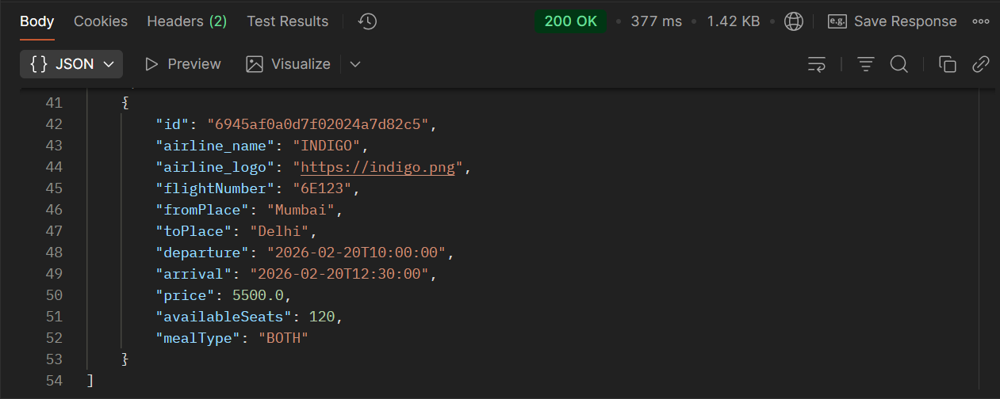 Body Cookies Headers (2) Test Results 200 OK • 377 ms • 1.42 KB • e.g. Save Response
{} JSON Preview Visualize
41 {
42 "id": "6945af0a0d7f02024a7d82c5",
43 "airline_name": "INDIGO",
44 "airline_logo": "https://indigo.png",
45 "flightNumber": "6E123",
46 "fromPlace": "Mumbai",
47 "toPlace": "Delhi",
48 "departure": "2026-02-20T10:00:00",
49 "arrival": "2026-02-20T12:30:00",
50 "price": 5500.0,
51 "availableSeats": 120,
52 "mealType": "BOTH"
53 }
54 ]